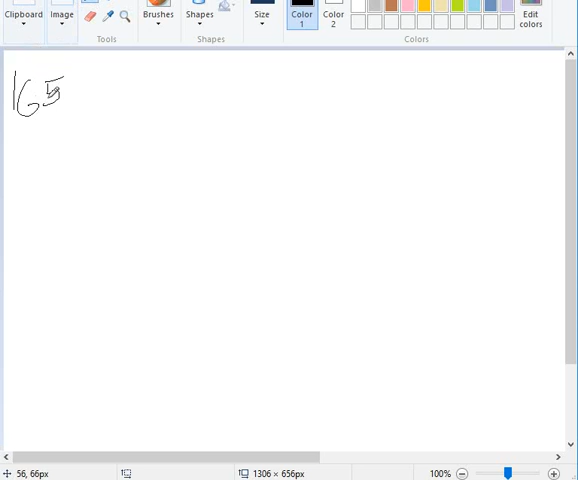 Clipboard
Image
Tools
Brushes
Shapes
Shapes
Size
Color 1
Color 2
Colors
Edit colors
165
56, 66px
1306 × 656px
100%